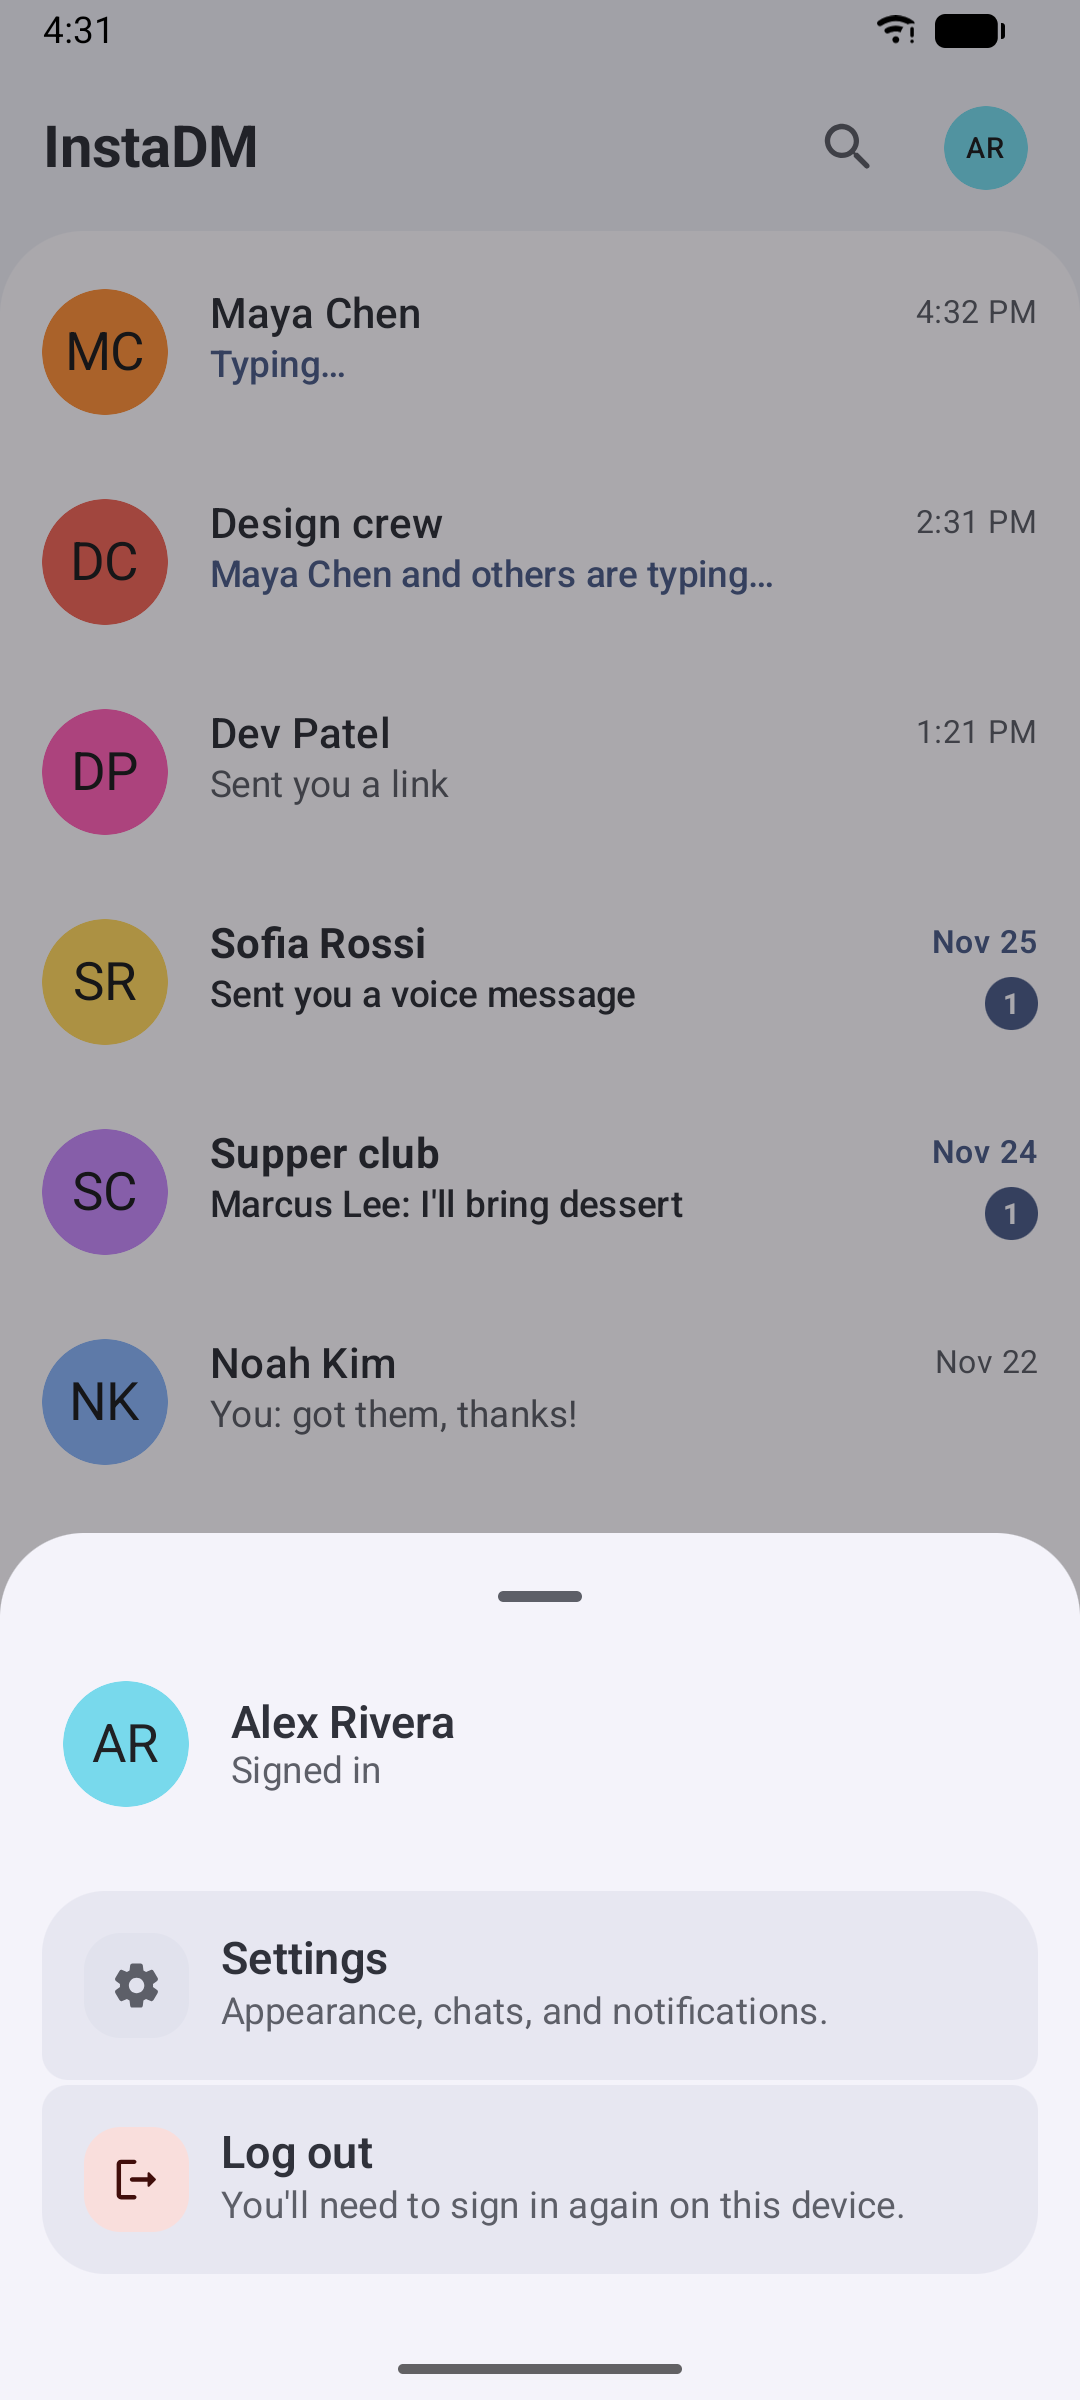 4:31
InstaDM
AR
MC
Maya Chen
4:32 PM
Typing…
DC
Design crew
2:31 PM
Maya Chen and others are typing…
DP
Dev Patel
1:21 PM
Sent you a link
SR
Sofia Rossi
Nov 25
Sent you a voice message
1
SC
Supper club
Nov 24
Marcus Lee: I'll bring dessert
1
NK
Noah Kim
Nov 22
You: got them, thanks!
AR
Alex Rivera
Signed in
Settings
Appearance, chats, and notifications.
Log out
You'll need to sign in again on this device.